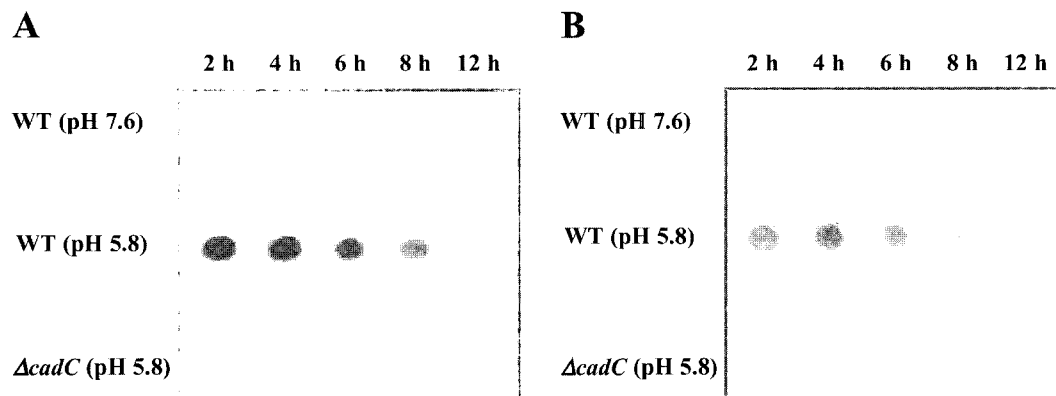 A
2 h 4 h 6 h 8 h 12 h
WT (pH 7.6)
WT (pH 5.8)
ΔcadC (pH 5.8)
B
2 h 4 h 6 h 8 h 12 h
WT (pH 7.6)
WT (pH 5.8)
ΔcadC (pH 5.8)